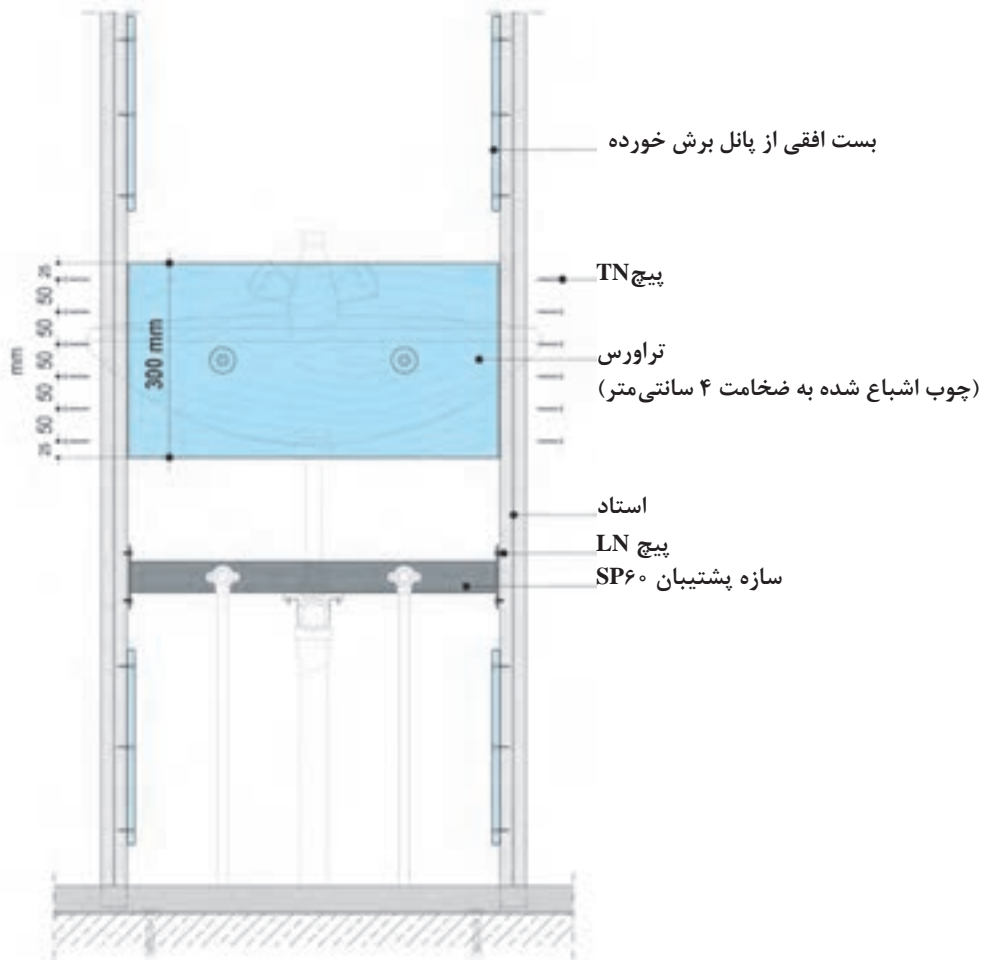 بست افقی از پانل برش خورده
پیچTN
تراورس
(چوب اشباع شده به ضخامت ۴ سانتی‌متر)
استاد
پیچ LN
سازه پشتیبان SP۶۰
mm
25
50
50
50
50
50
25
300 mm